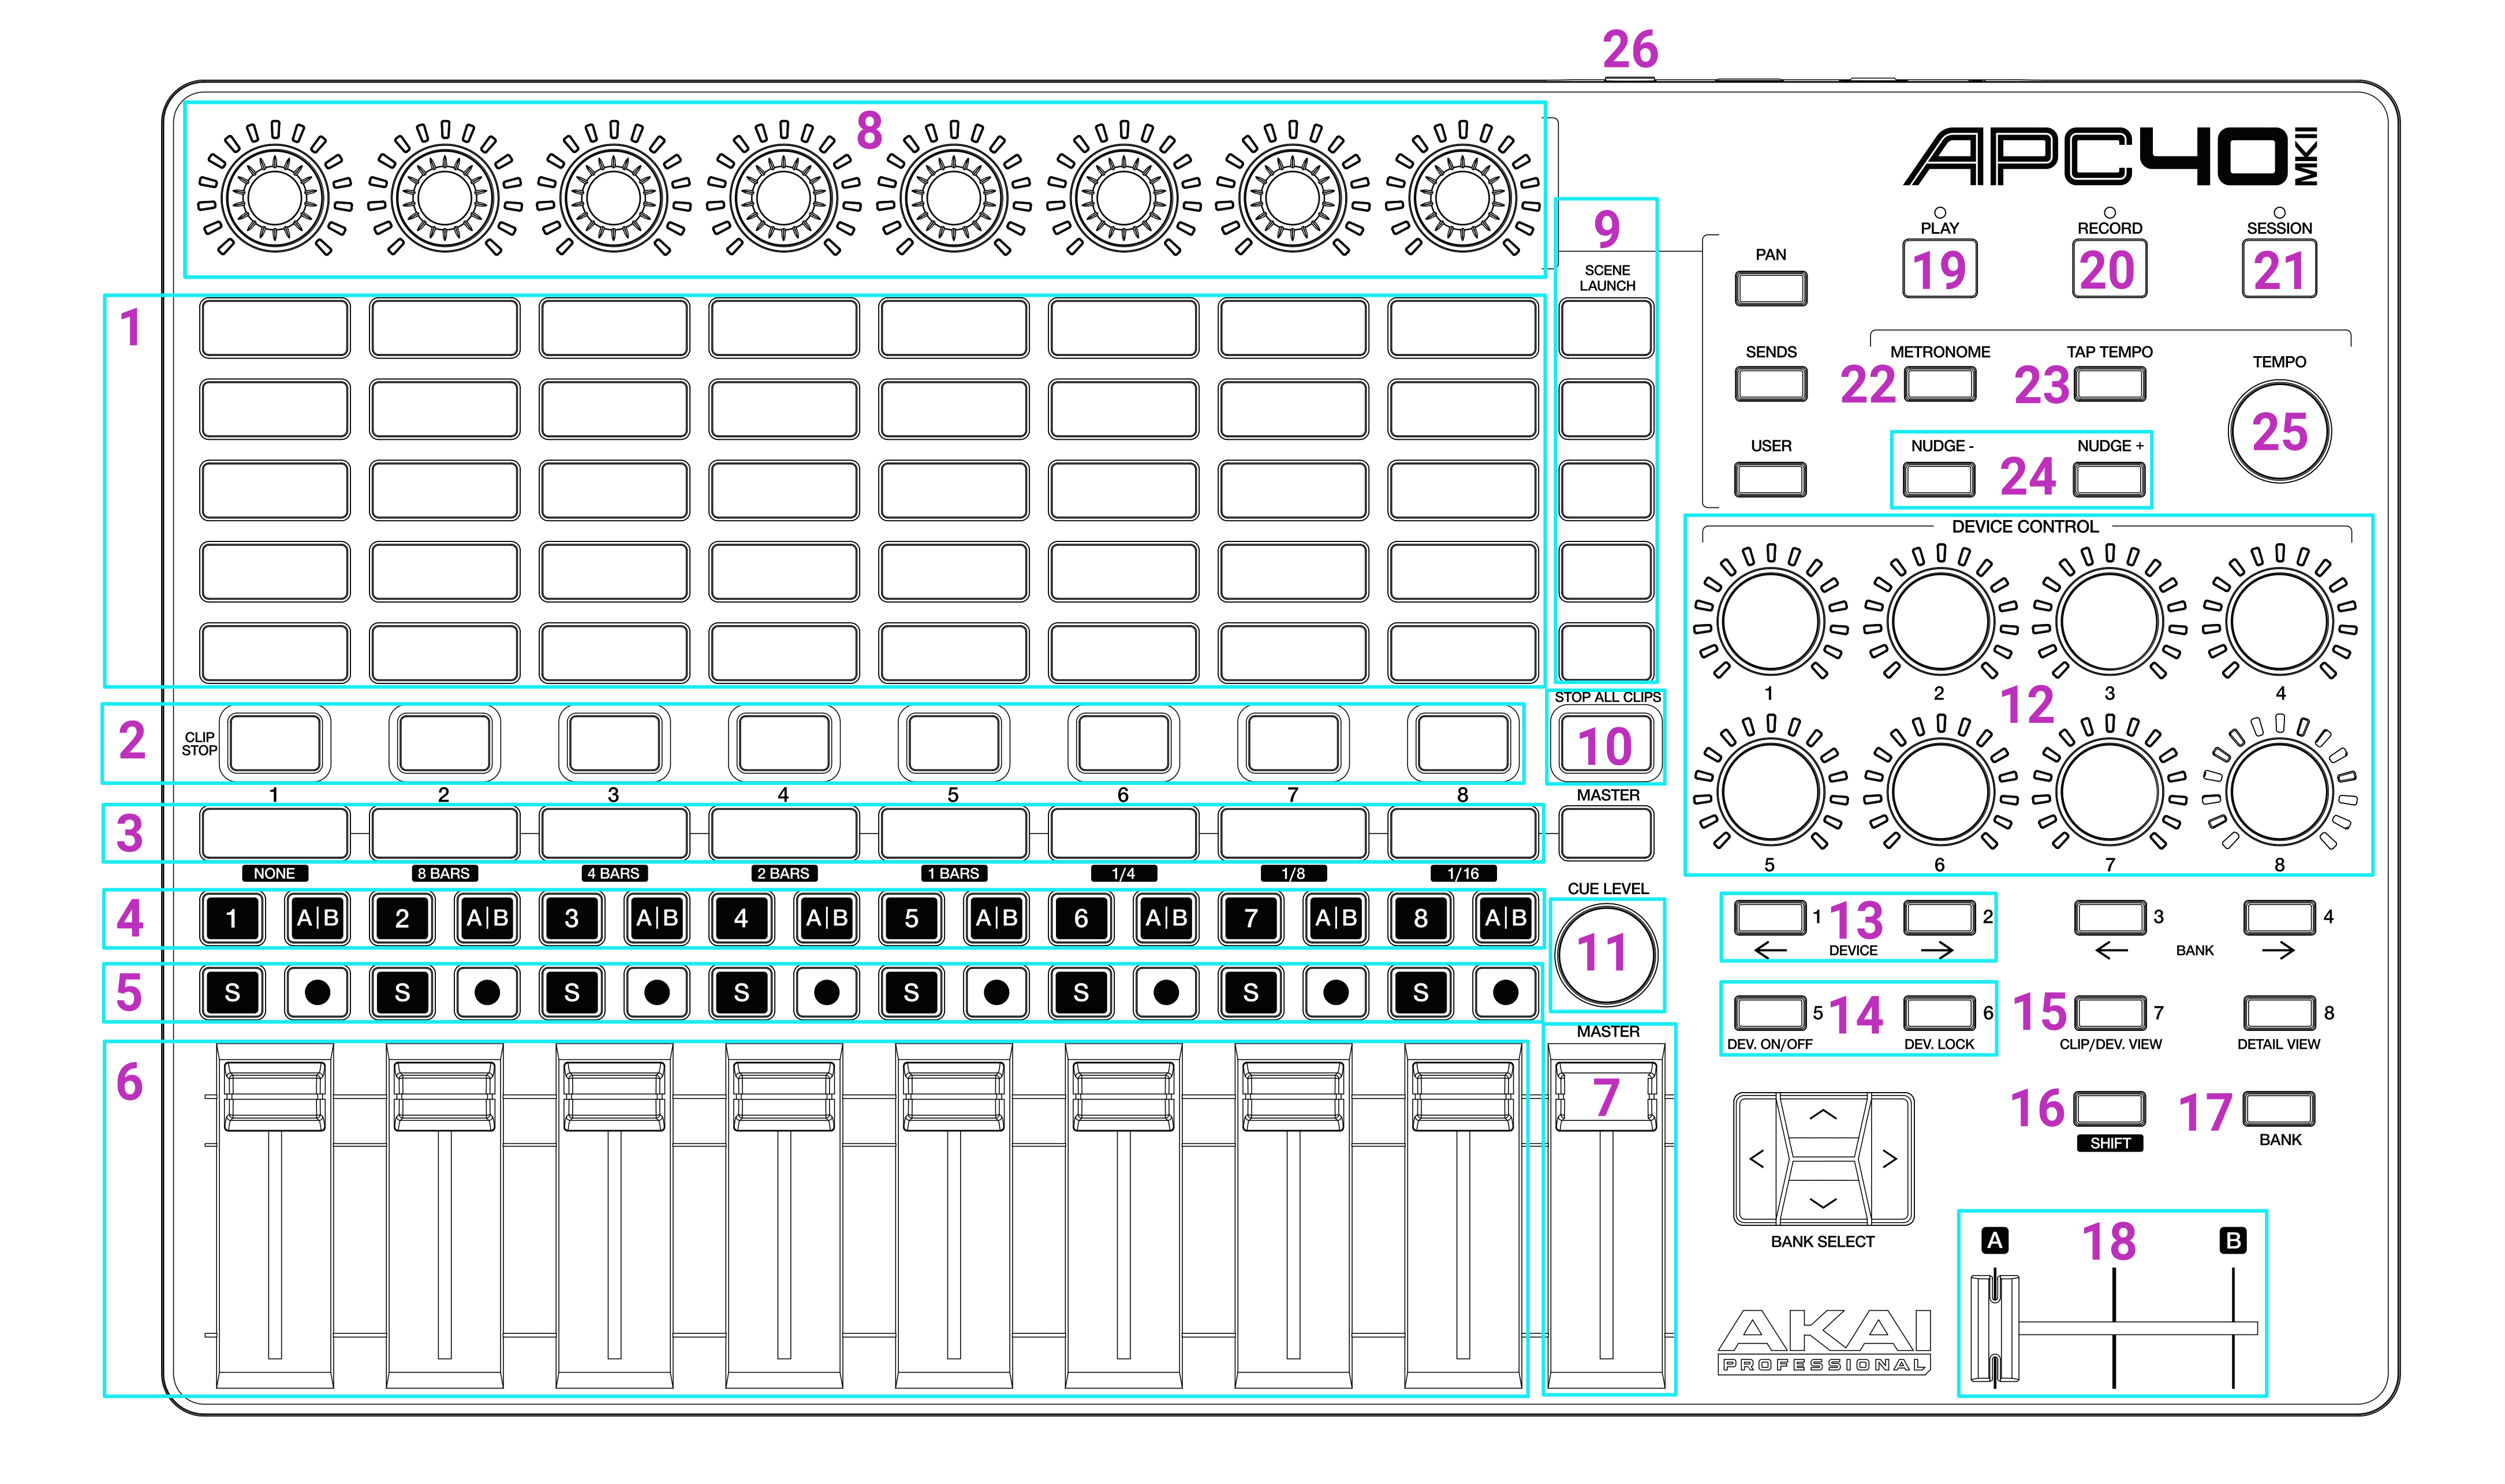 26
8
APC40 MKII
9
PLAY RECORD SESSION
19 20 21
SCENE
LAUNCH
PAN
1
SENDS METRONOME TAP TEMPO TEMPO
22 23 25
USER NUDGE - NUDGE +
24
DEVICE CONTROL
1 2 3 4
12
2 CLIP
STOP
STOP ALL CLIPS
10
1 2 3 4 5 6 7 8 MASTER
3
5 6 7 8
NONE 8 BARS 4 BARS 2 BARS 1 BARS 1/4 1/8 1/16
CUE LEVEL
4 1 A|B 2 A|B 3 A|B 4 A|B 5 A|B 6 A|B 7 A|B 8 A|B
11
1 13 2 3 4
← DEVICE → ← BANK →
5 S S S S S S S S
5 14 6 15 7 8
DEV. ON/OFF DEV. LOCK CLIP/DEV. VIEW DETAIL VIEW
MASTER
6
7
16 17
SHIFT BANK
BANK SELECT
A 18 B
AKAI
PROFESSIONAL